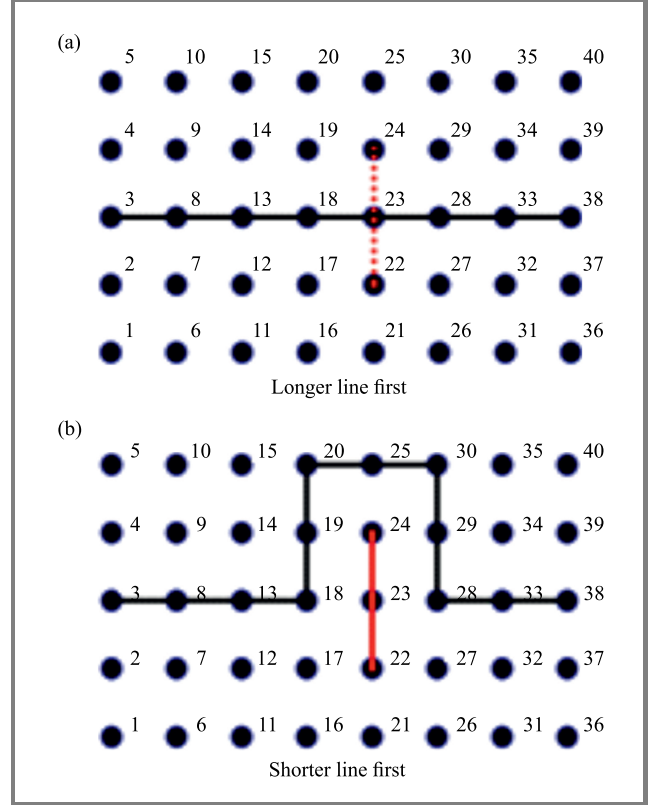 (a)
5 10 15 20 25 30 35 40
4 9 14 19 24 29 34 39
3 8 13 18 23 28 33 38
2 7 12 17 22 27 32 37
1 6 11 16 21 26 31 36
Longer line first
(b)
5 10 15 20 25 30 35 40
4 9 14 19 24 29 34 39
3 8 13 18 23 28 33 38
2 7 12 17 22 27 32 37
1 6 11 16 21 26 31 36
Shorter line first